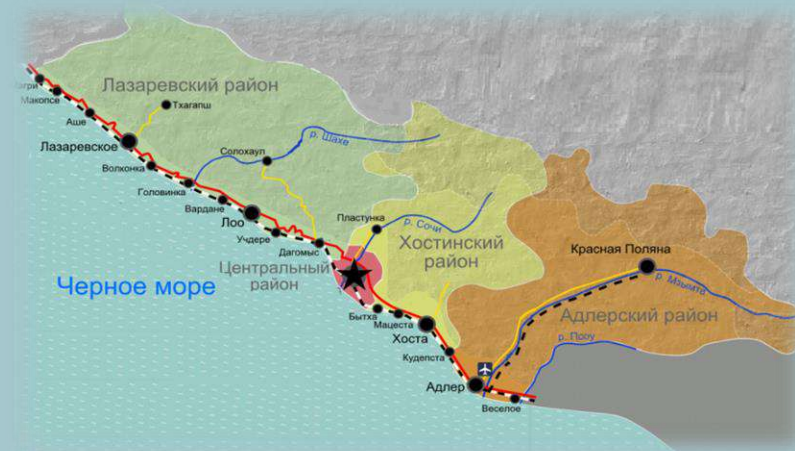 Лазаревский район
Магри
Макопсе
Тхагапш
Аше
р. Шахе
Лазаревское
Солохаул
Волконка
Головинка
Вардане
Лоо
Пластунка
р. Сочи
Учдере
Дагомыс
Хостинский
район
Красная Поляна
Центральный
район
р. Мзымта
Черное море
Бытха
Мацеста
Адлерский район
Хоста
р. Псоу
Кудепста
Адлер
Веселое